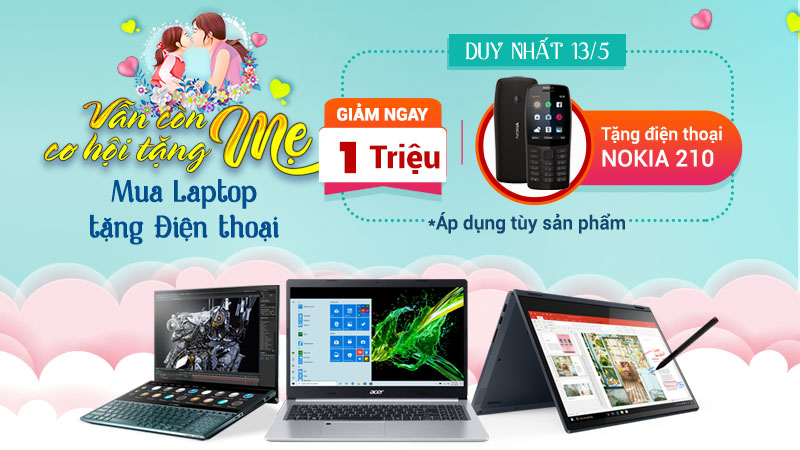 Vẫn còn
cơ hội tặng MẸ
Mua Laptop
tặng Điện thoại
DUY NHẤT 13/5
GIẢM NGAY
1 Triệu
NOKIA
Tặng điện thoại
NOKIA 210
*Áp dụng tùy sản phẩm
acer